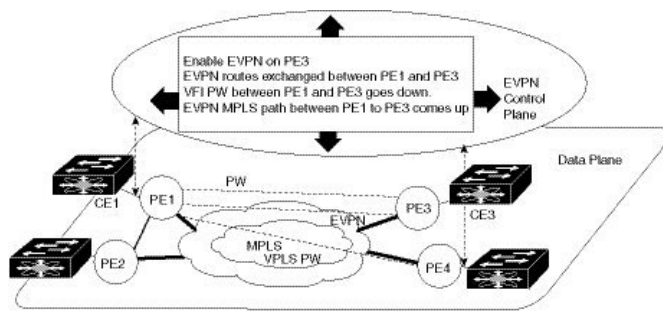 Enable EVPN on PE3
EVPN routes exchanged between PE1 and PE3
VFI PW between PE1 and PE3 goes down.
EVPN MPLS path between PE1 to PE3 comes up
EVPN
Control
Plane
Data Plane
PW
CE1
PE1
PE3
CE3
EVPN
MPLS
VPLS PW
PE2
PE4